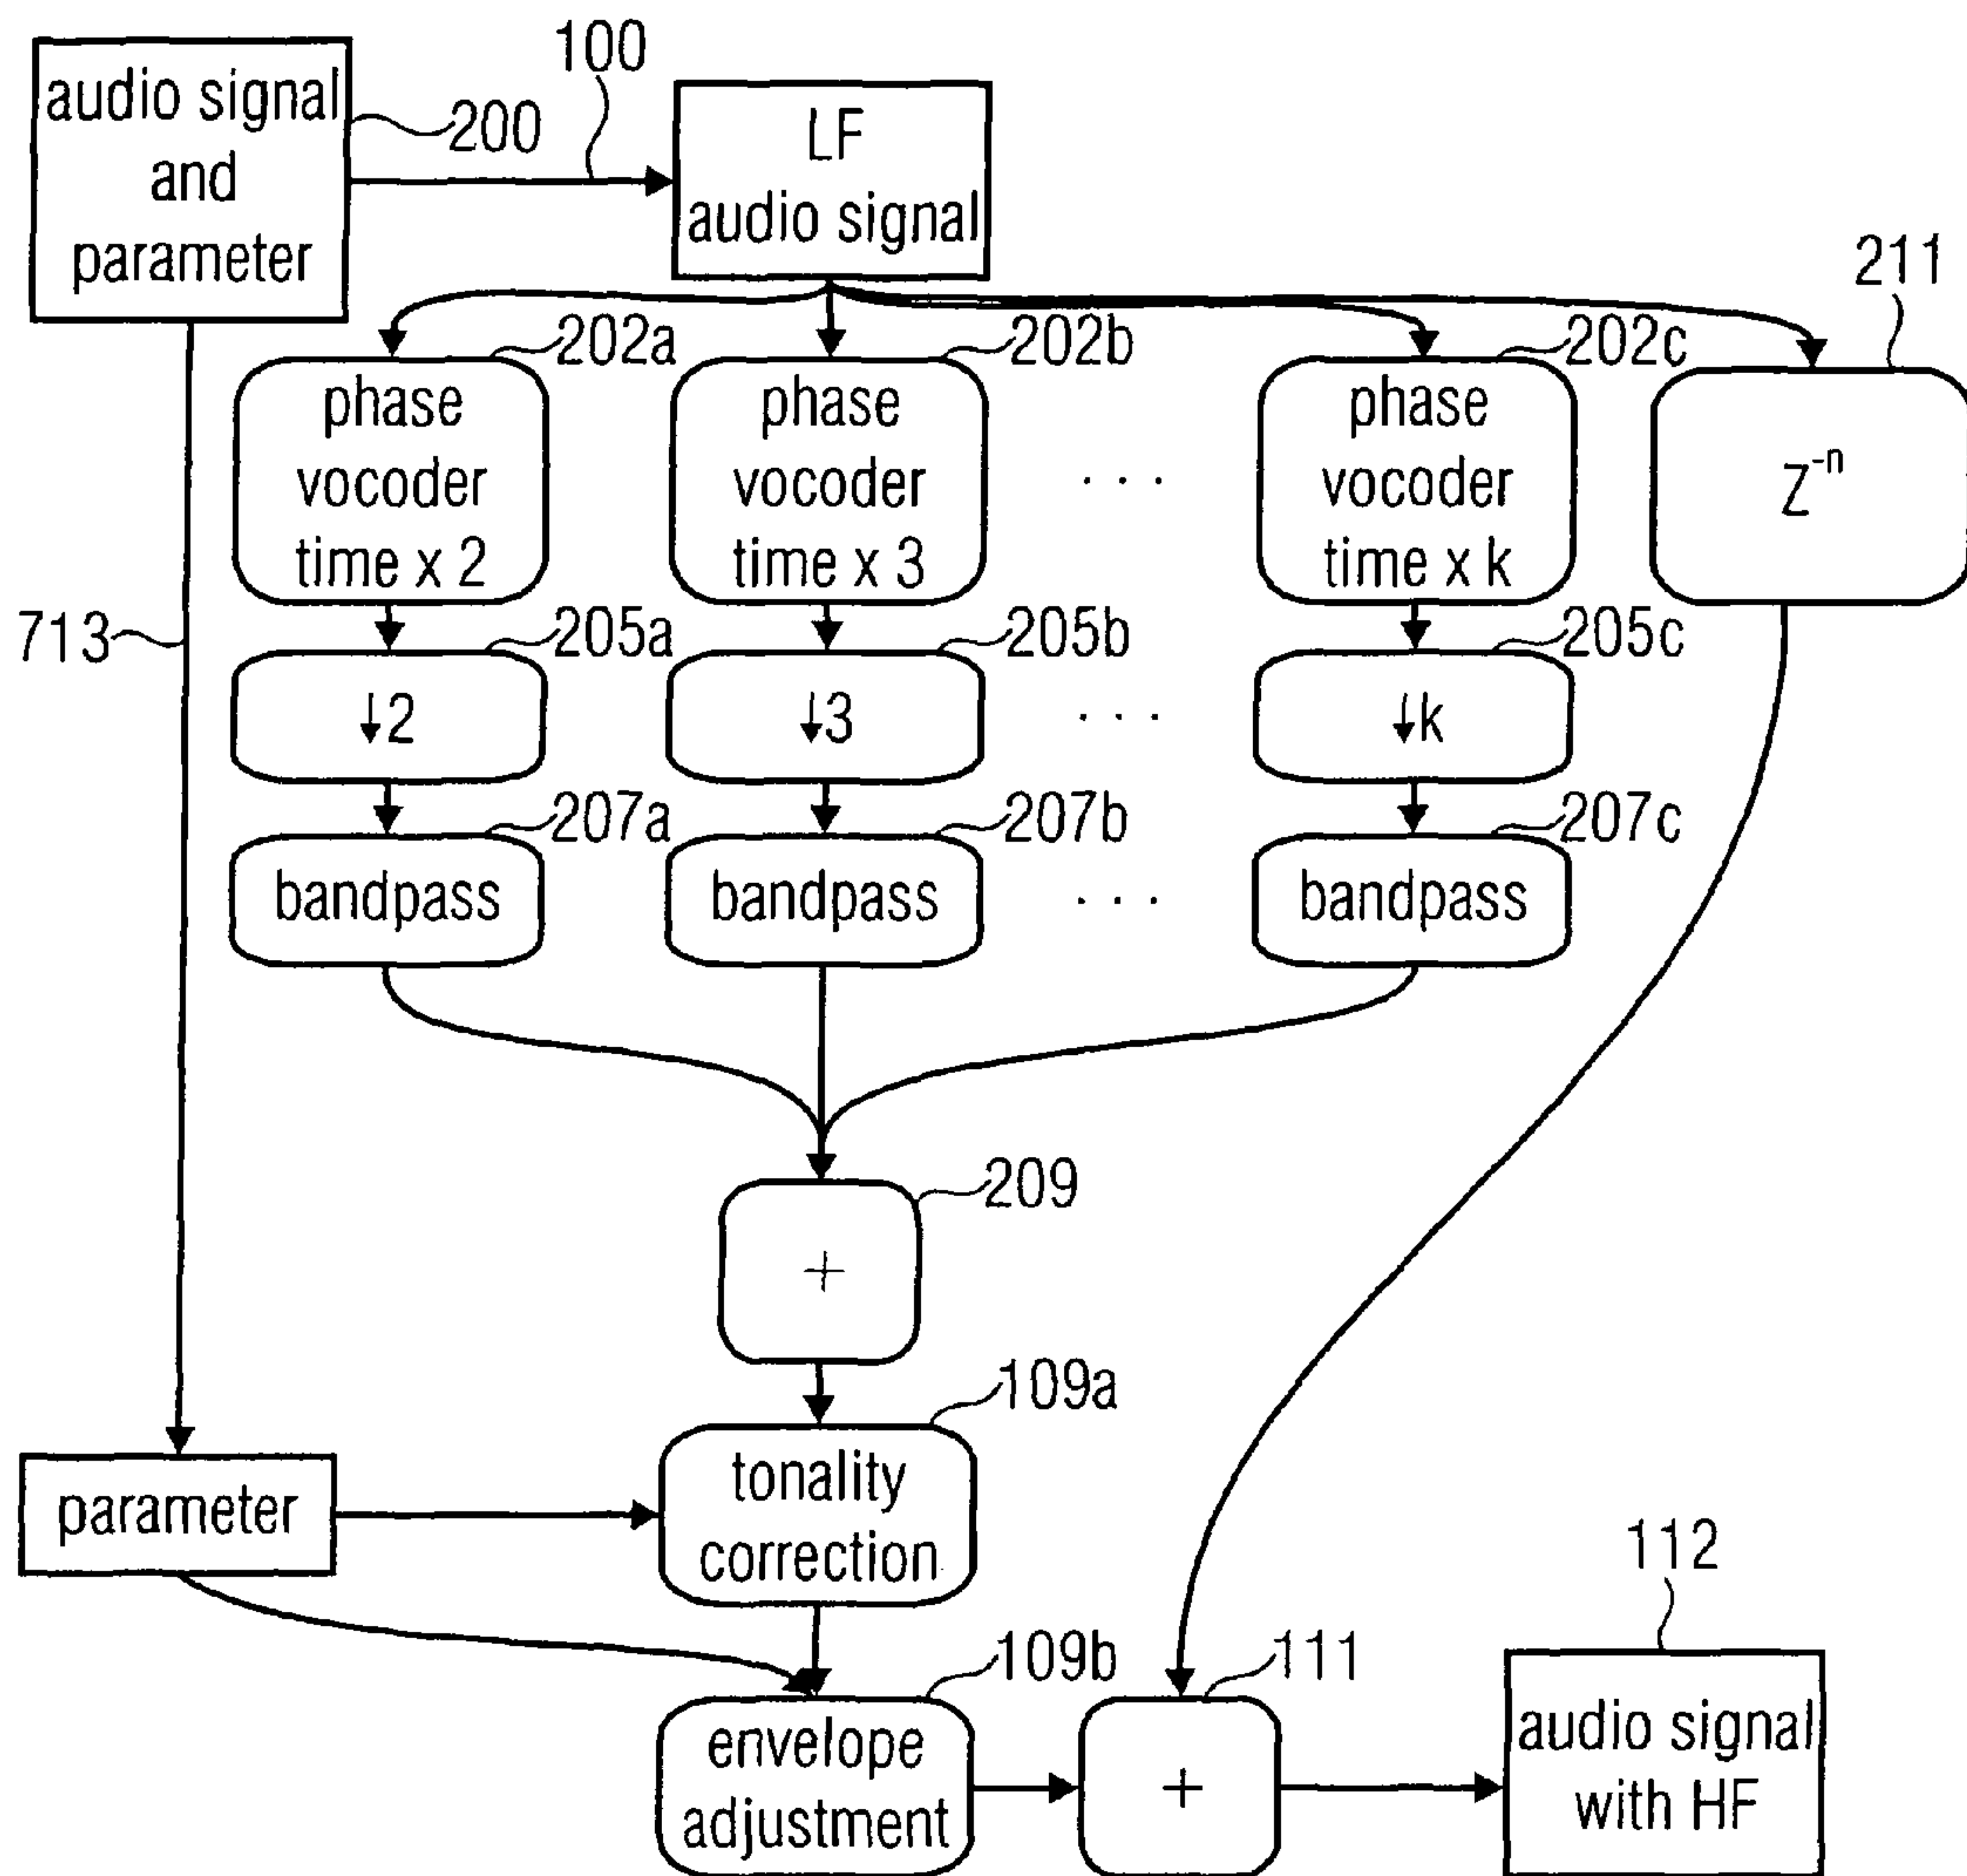 100
audio signal
and
parameter
200
LF
audio signal
211
202a
202b
202c
phase
vocoder
time x 2
phase
vocoder
time x 3
. . .
phase
vocoder
time x k
Z⁻ⁿ
713
205a
205b
205c
↓2
↓3
. . .
↓k
207a
207b
207c
bandpass
bandpass
. . .
bandpass
209
+
109a
parameter
tonality
correction
112
109b
111
envelope
adjustment
+
audio signal
with HF